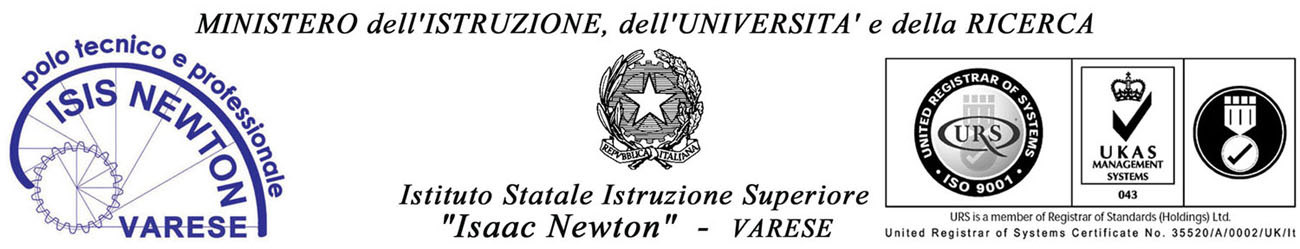 MINISTERO dell'ISTRUZIONE, dell'UNIVERSITA' e della RICERCA
polo tecnico e professionale
ISIS NEWTON
VARESE
REPVBBLICA ITALIANA
Istituto Statale Istruzione Superiore
"Isaac Newton" - VARESE
UNITED REGISTRAR OF SYSTEMS
URS
• ISO 9001 •
UKAS
MANAGEMENT
SYSTEMS
043
URS is a member of Registrar of Standards (Holdings) Ltd.
United Registrar of Systems Certificate No. 35520/A/0002/UK/It